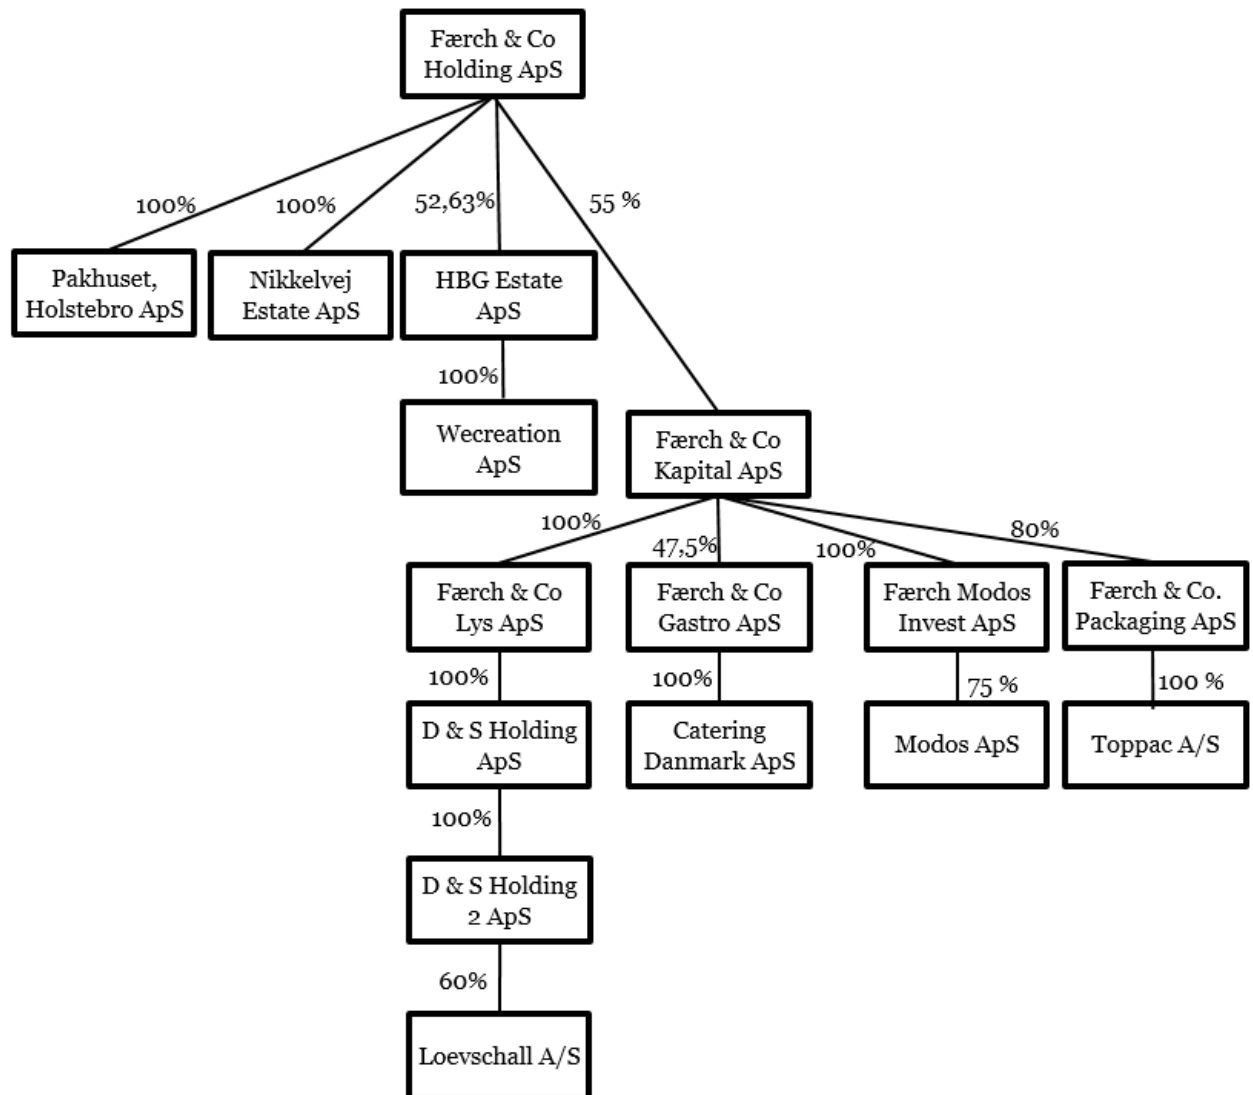 Færch & Co
Holding ApS
100%
100%
52,63%
55 %
Pakhuset,
Holstebro ApS
Nikkelvej
Estate ApS
HBG Estate
ApS
100%
Wecreation
ApS
Færch & Co
Kapital ApS
100%
47,5%
100%
80%
Færch & Co
Lys ApS
Færch & Co
Gastro ApS
Færch Modos
Invest ApS
Færch & Co.
Packaging ApS
100%
100%
75 %
100 %
D & S Holding
ApS
Catering
Danmark ApS
Modos ApS
Toppac A/S
100%
D & S Holding
2 ApS
60%
Loevschall A/S